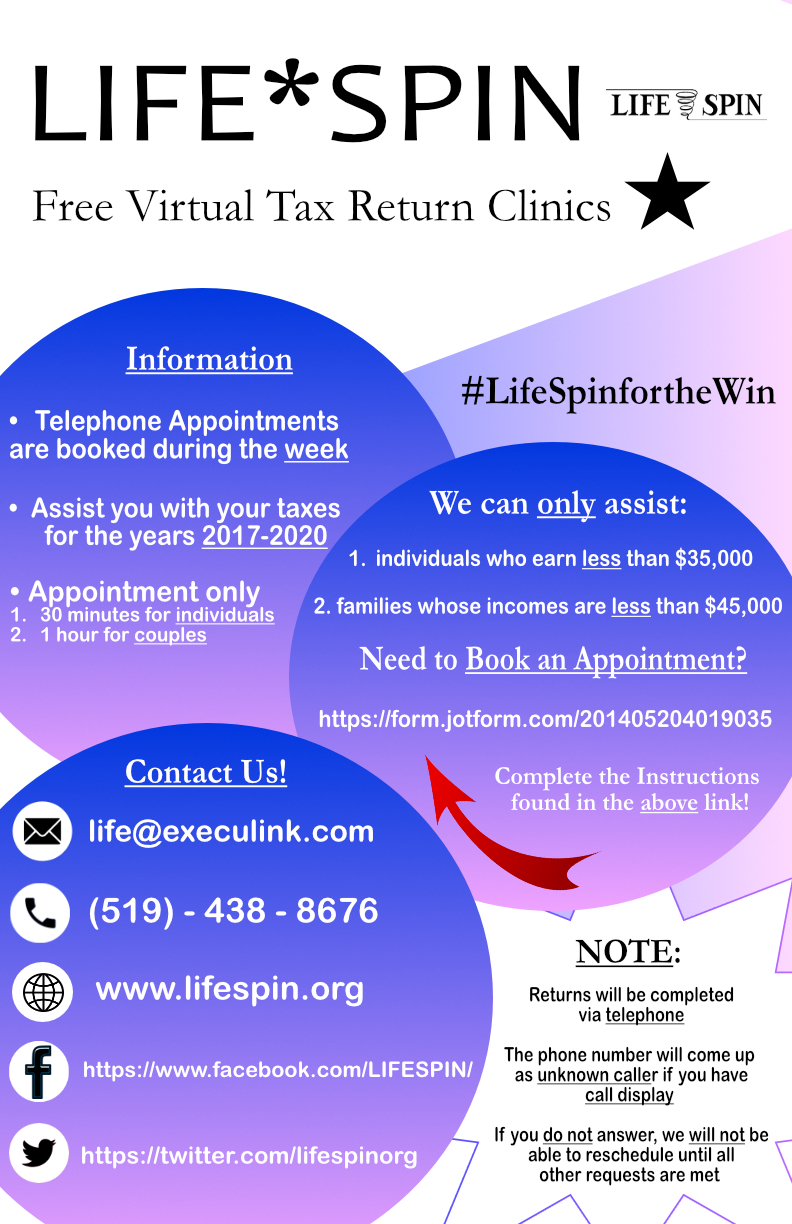 LIFE*SPIN
LIFE SPIN
Free Virtual Tax Return Clinics
#LifeSpinfortheWin
Information
• Telephone Appointments
are booked during the week
• Assist you with your taxes
for the years 2017-2020
• Appointment only
1. 30 minutes for individuals
2. 1 hour for couples
We can only assist:
1. individuals who earn less than $35,000
2. families whose incomes are less than $45,000
Need to Book an Appointment?
https://form.jotform.com/201405204019035
Complete the Instructions
found in the above link!
Contact Us!
life@execulink.com
(519) - 438 - 8676
www.lifespin.org
https://www.facebook.com/LIFESPIN/
https://twitter.com/lifespinorg
NOTE:
Returns will be completed
via telephone
The phone number will come up
as unknown caller if you have
call display
If you do not answer, we will not be
able to reschedule until all
other requests are met